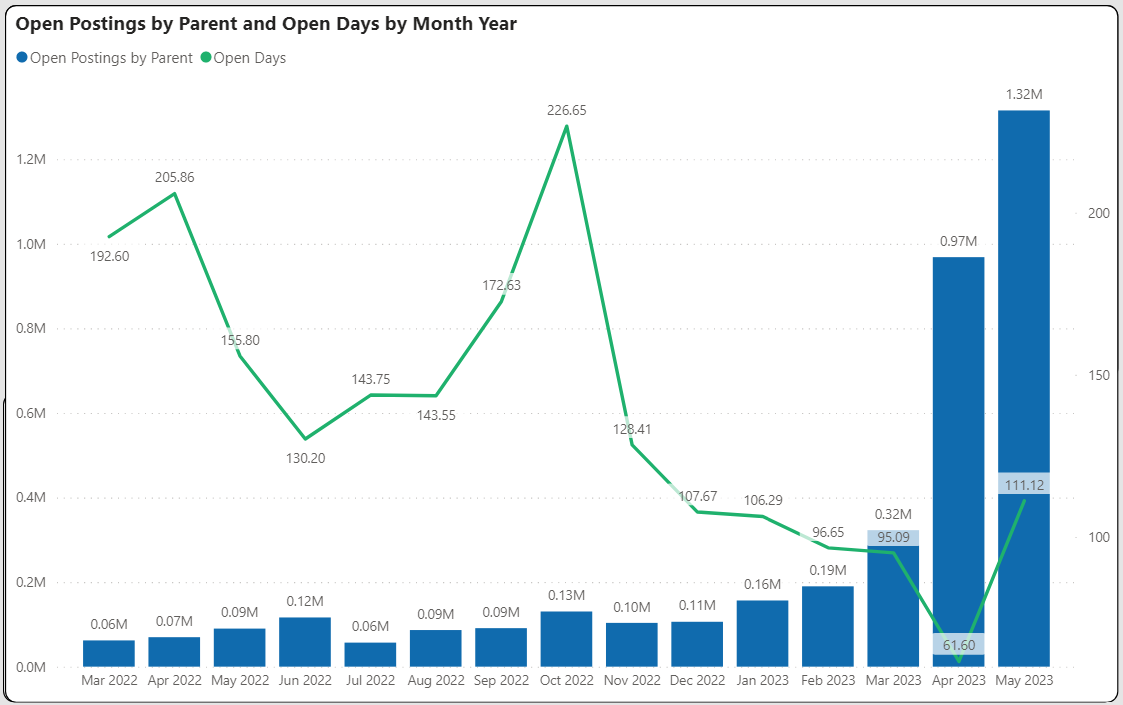 Open Postings by Parent and Open Days by Month Year
Open Postings by Parent Open Days
1.32M
226.65
1.2M
205.86
200
1.0M
0.97M
192.60
172.63
0.8M
155.80
150
143.75
143.55
0.6M
128.41
130.20
111.12
0.4M
107.67
106.29
0.32M
96.65
95.09
100
0.2M
0.19M
0.16M
0.13M
0.12M
0.11M
0.10M
0.09M
0.09M
0.09M
0.07M
0.06M
0.06M
61.60
0.0M
Mar 2022 Apr 2022 May 2022 Jun 2022 Jul 2022 Aug 2022 Sep 2022 Oct 2022 Nov 2022 Dec 2022 Jan 2023 Feb 2023 Mar 2023 Apr 2023 May 2023